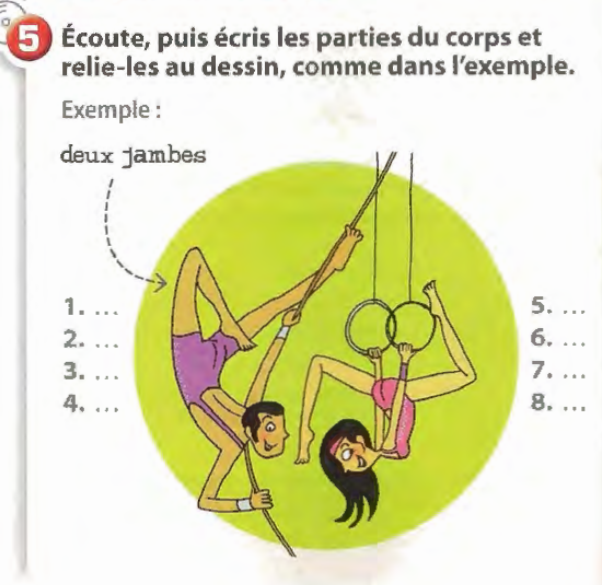 5 Écoute, puis écris les parties du corps et
relie-les au dessin, comme dans l'exemple.
Exemple :
deux jambes
1. ...
2. ...
3. ...
4. ...
5. ...
6. ...
7. ...
8. ...